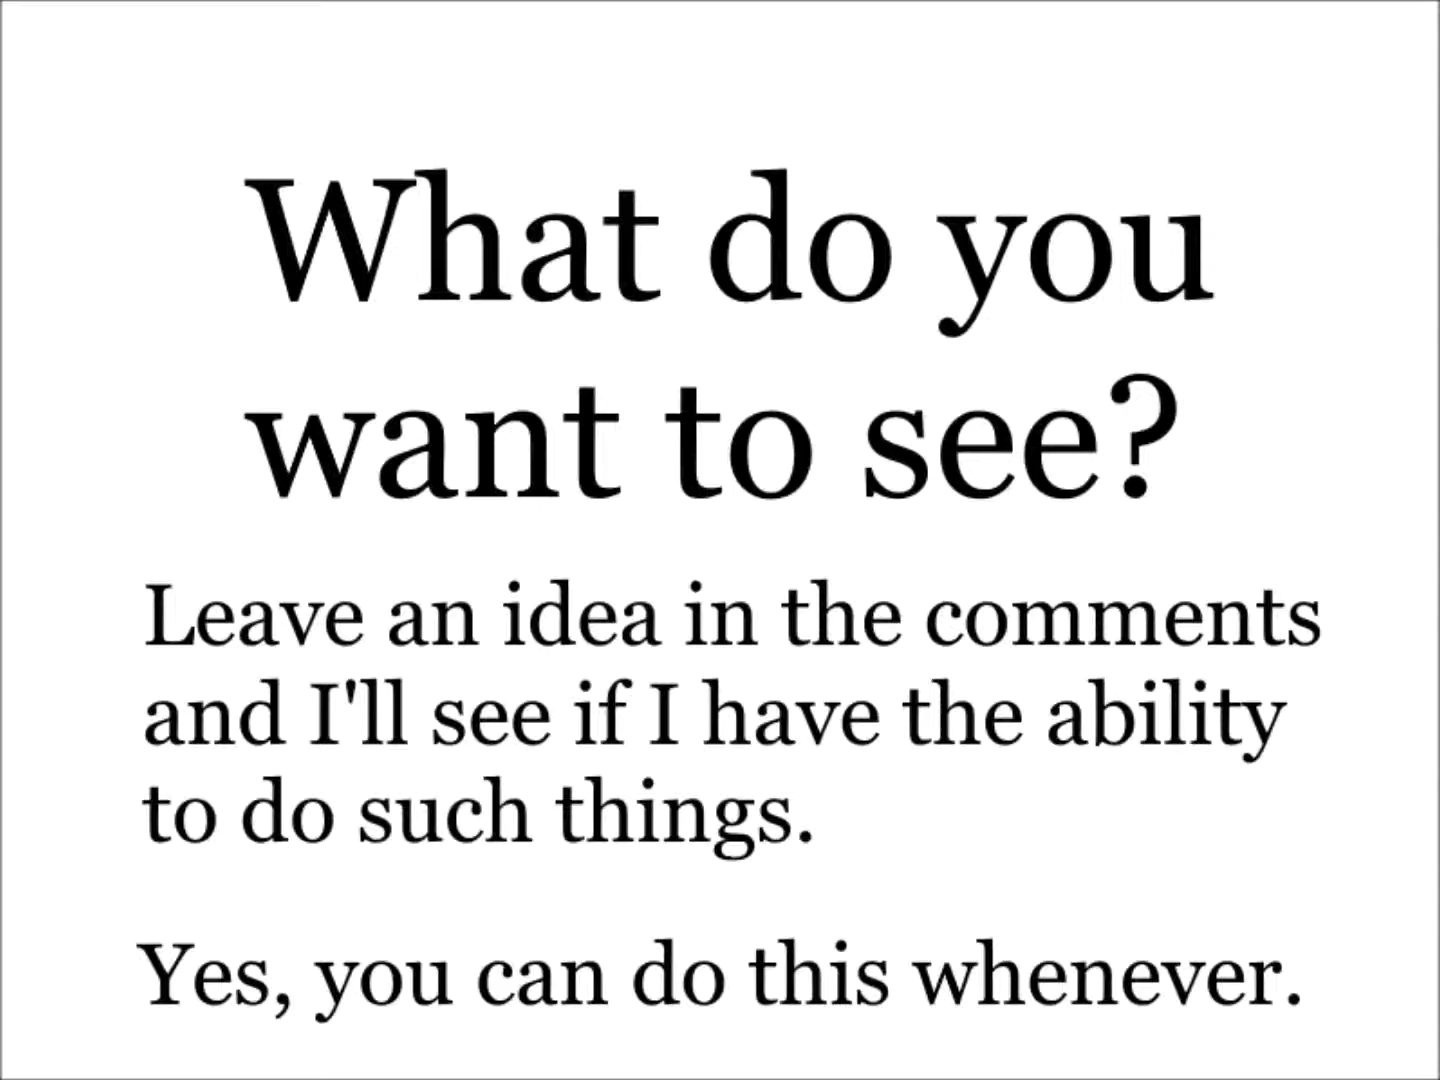 What do you
want to see?
Leave an idea in the comments
and I'll see if I have the ability
to do such things.
Yes, you can do this whenever.